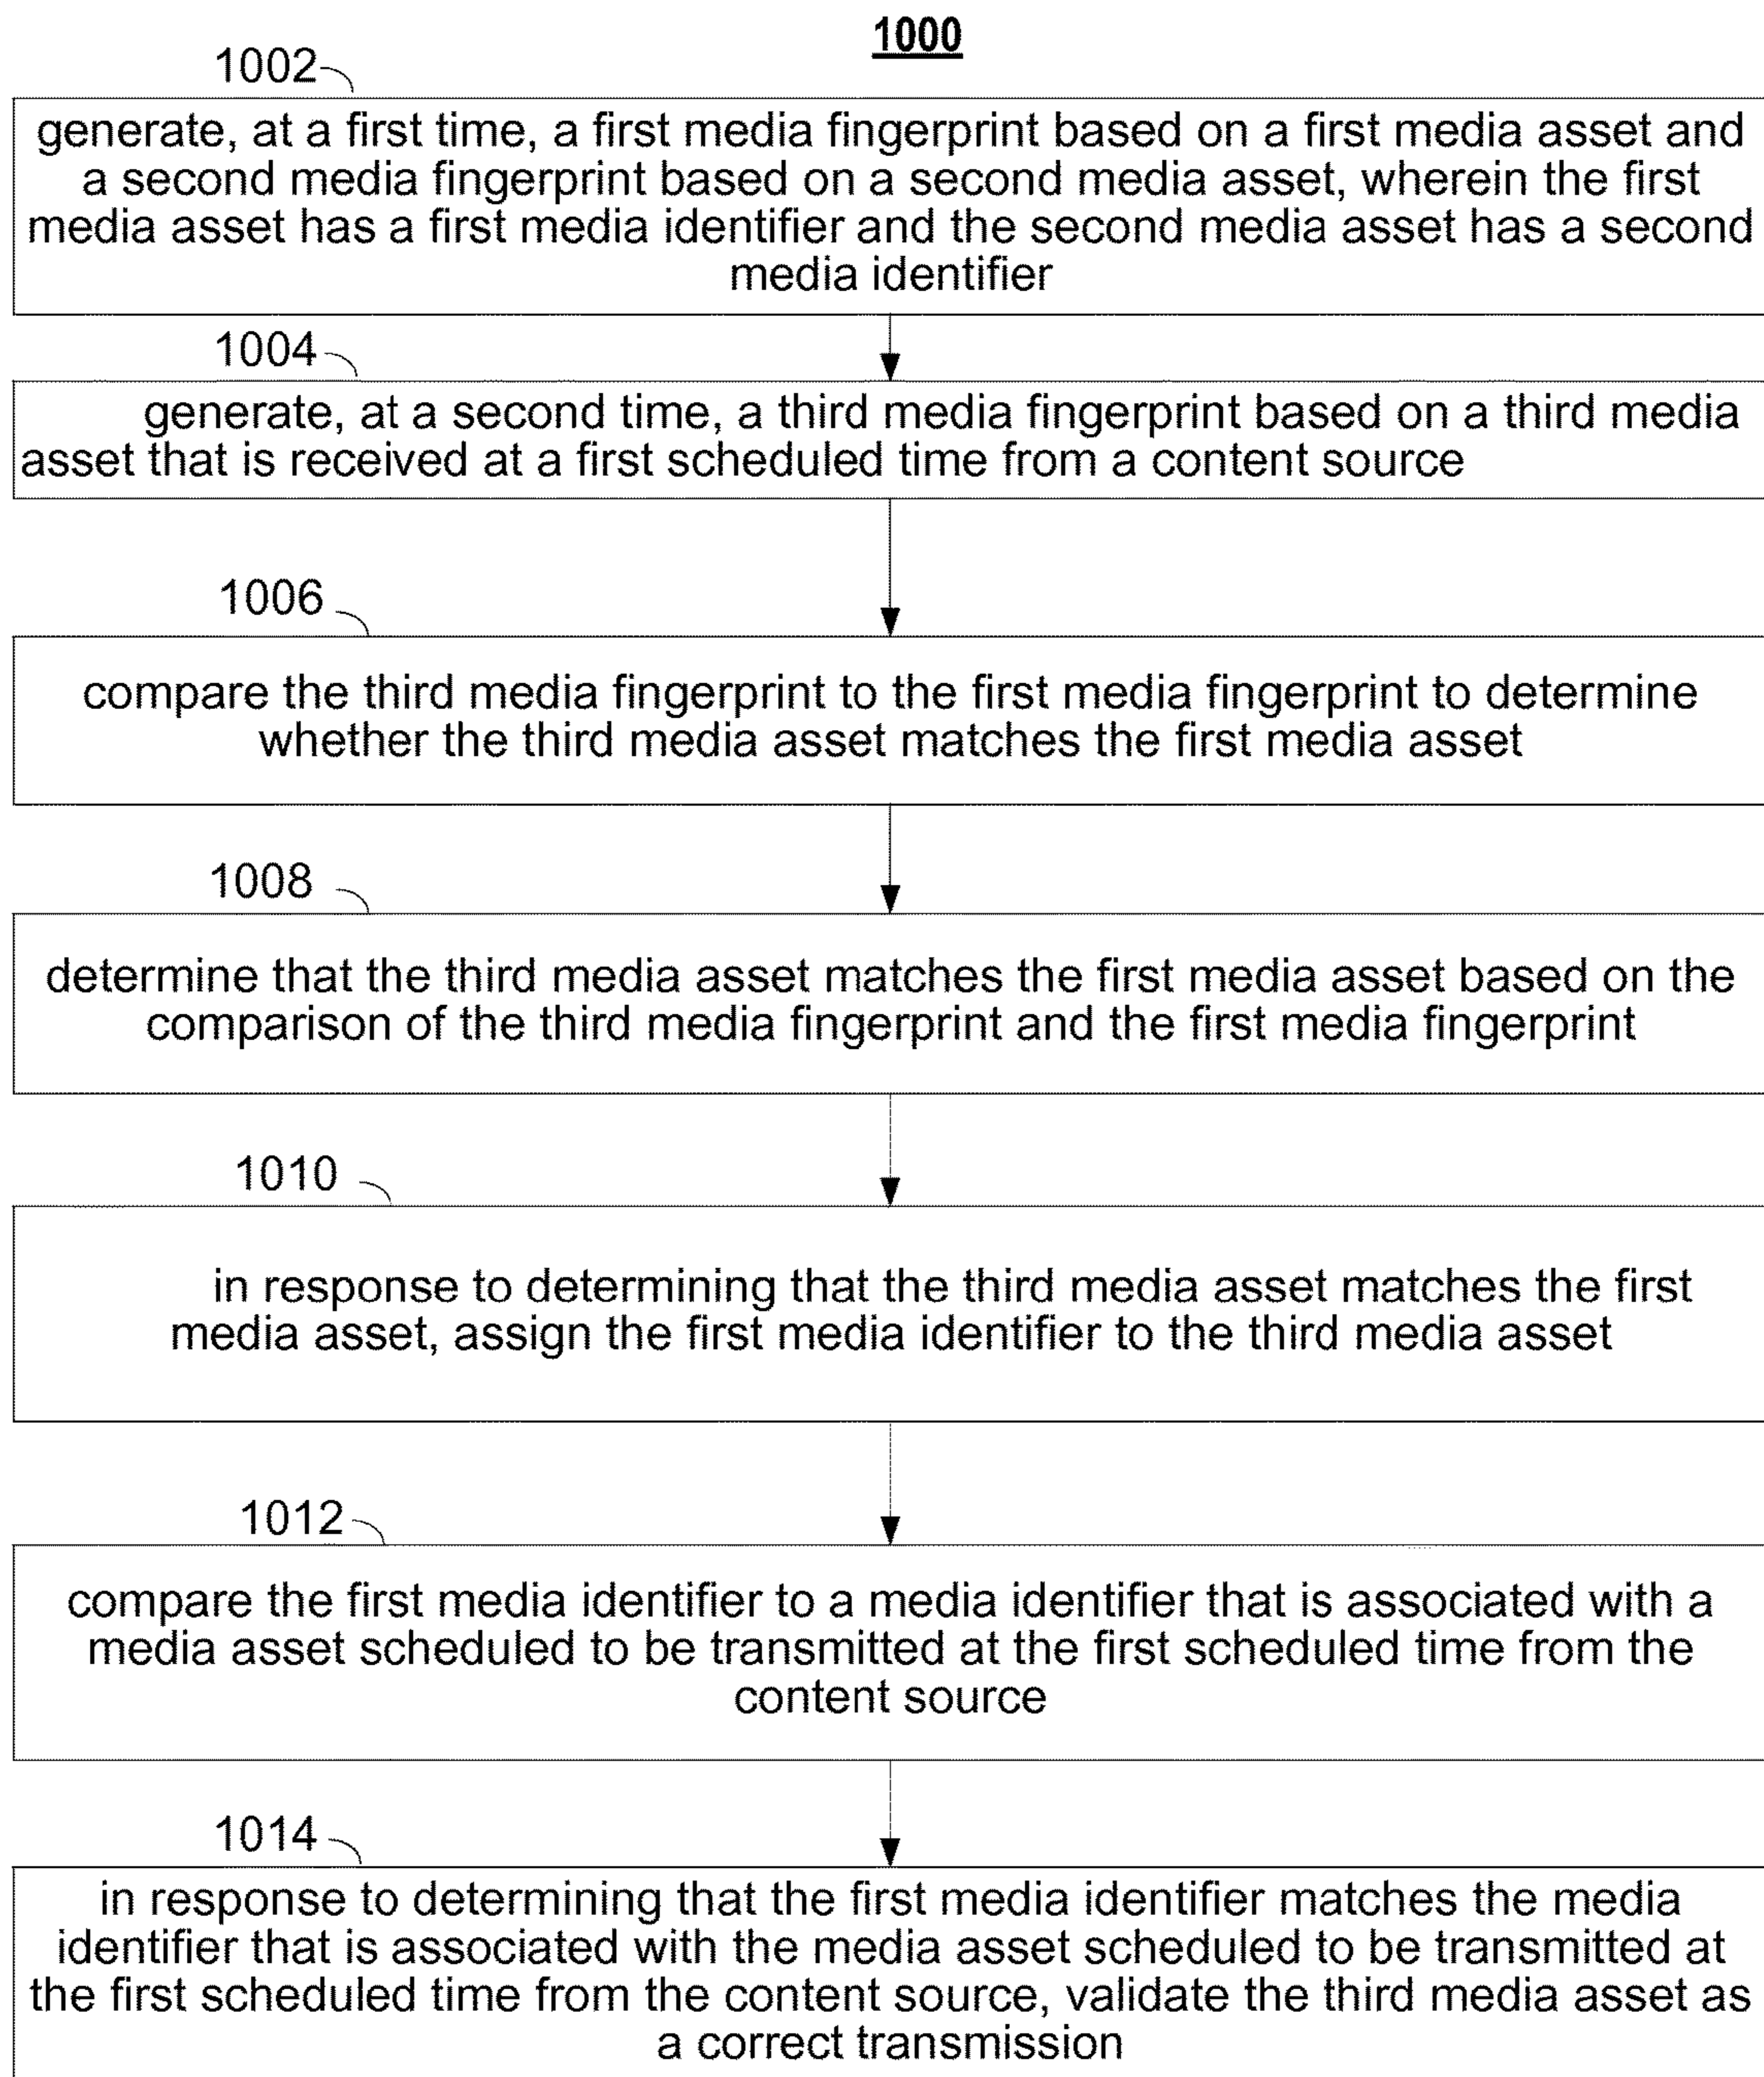 1000
1002
generate, at a first time, a first media fingerprint based on a first media asset and
a second media fingerprint based on a second media asset, wherein the first
media asset has a first media identifier and the second media asset has a second
media identifier
1004
generate, at a second time, a third media fingerprint based on a third media
asset that is received at a first scheduled time from a content source
1006
compare the third media fingerprint to the first media fingerprint to determine
whether the third media asset matches the first media asset
1008
determine that the third media asset matches the first media asset based on the
comparison of the third media fingerprint and the first media fingerprint
1010
in response to determining that the third media asset matches the first
media asset, assign the first media identifier to the third media asset
1012
compare the first media identifier to a media identifier that is associated with a
media asset scheduled to be transmitted at the first scheduled time from the
content source
1014
in response to determining that the first media identifier matches the media
identifier that is associated with the media asset scheduled to be transmitted at
the first scheduled time from the content source, validate the third media asset as
a correct transmission